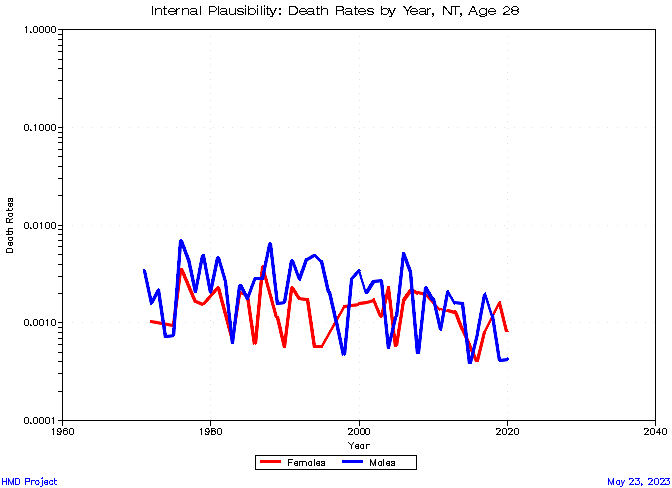 Internal Plausibility: Death Rates by Year, NT, Age 28
1.0000
0.1000
0.0100
0.0010
0.0001
Death Rates
1960 1980 2000 2020 2040
Year
Females Males
HMD Project May 23, 2023